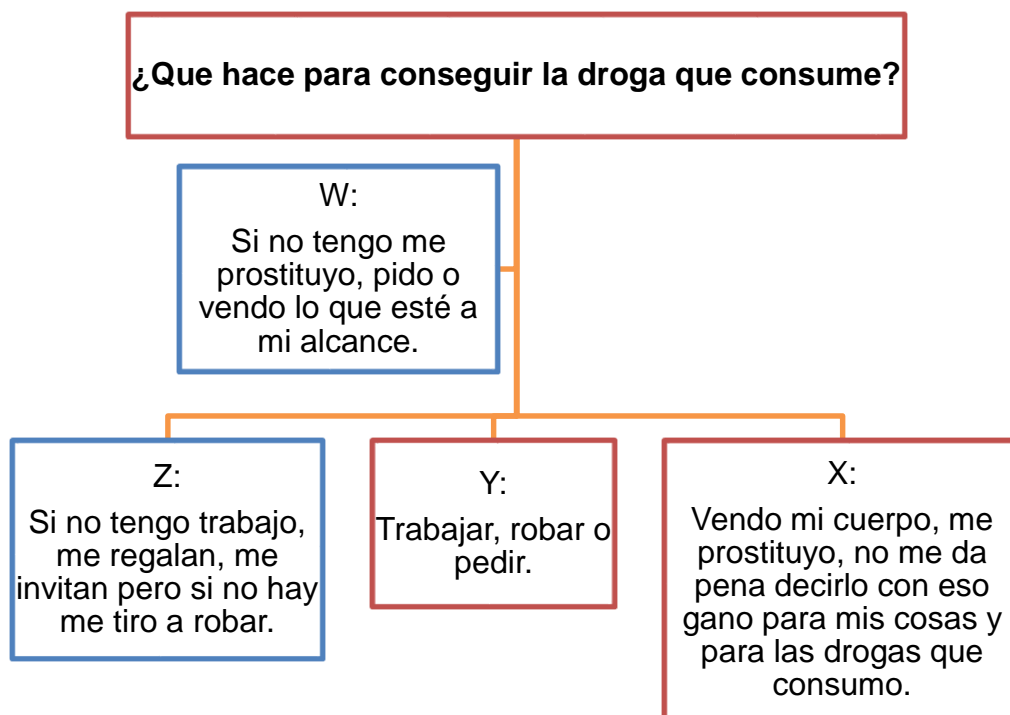 ¿Que hace para conseguir la droga que consume?
W:
Si no tengo me
prostituyo, pido o
vendo lo que esté a
mi alcance.
Z:
Si no tengo trabajo,
me regalan, me
invitan pero si no hay
me tiro a robar.
Y:
Trabajar, robar o
pedir.
X:
Vendo mi cuerpo, me
prostituyo, no me da
pena decirlo con eso
gano para mis cosas y
para las drogas que
consumo.